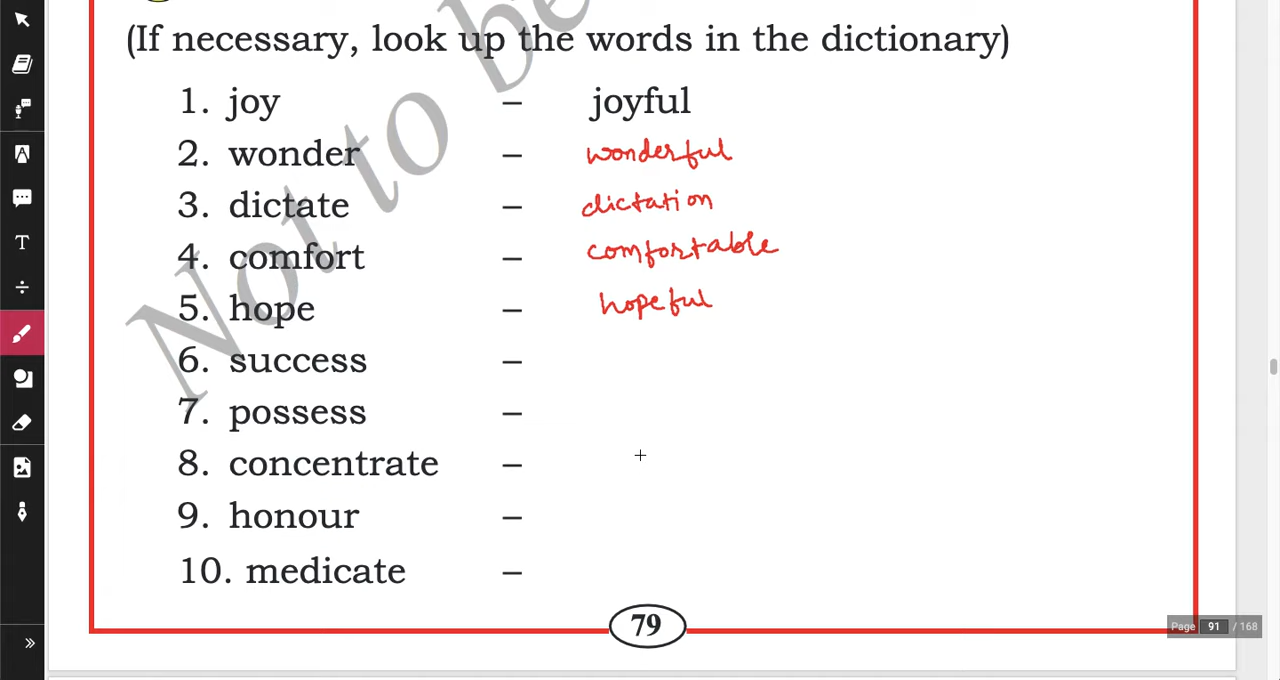 (If necessary, look up the words in the dictionary)
1. joy – joyful
2. wonder – wonderful
3. dictate – dictation
4. comfort – comfortable
5. hope – hopeful
6. success –
7. possess –
8. concentrate –
9. honour –
10. medicate –
79
Page 91 / 168
Not to be